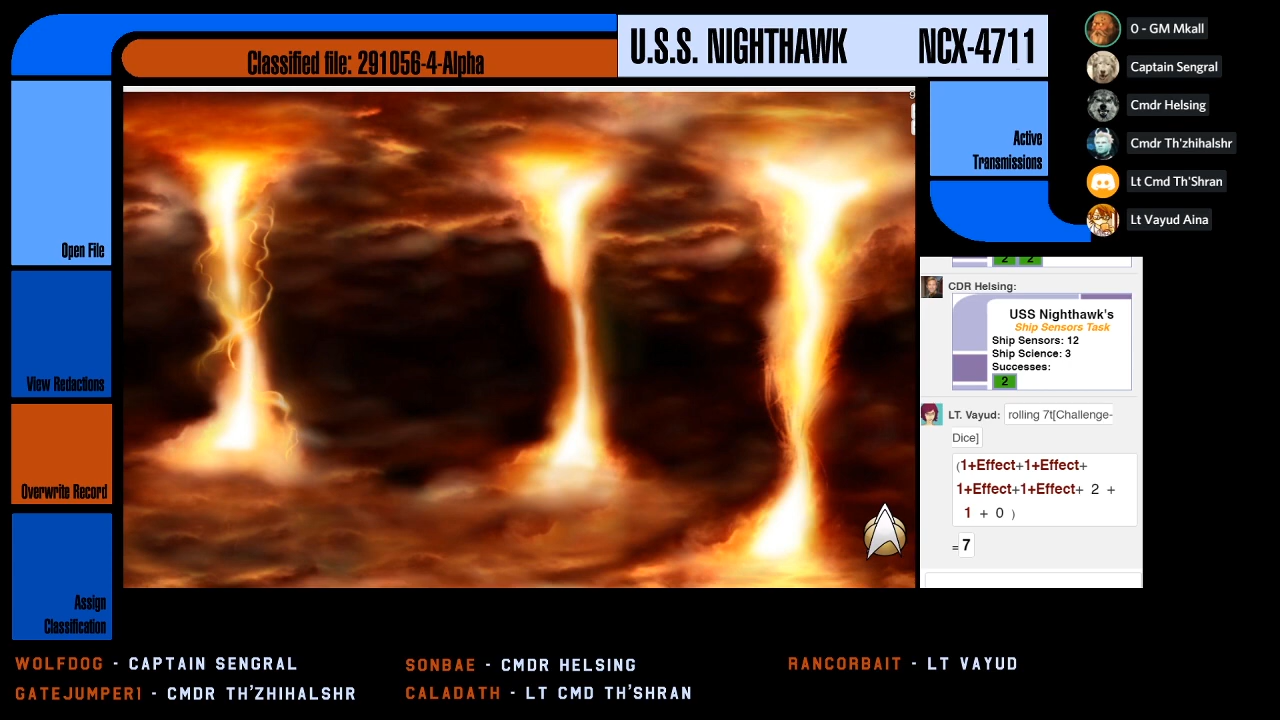 Classified file: 291056-4-Alpha
U.S.S. NIGHTHAWK NCX-4711
Open File
View Redactions
Overwrite Record
Assign
Classification
Active
Transmissions
0 - GM Mkall
Captain Sengral
Cmdr Helsing
Cmdr Th'zhihalshr
Lt Cmd Th'Shran
Lt Vayud Aina
2 2
CDR Helsing:
USS Nighthawk's
Ship Sensors Task
Ship Sensors: 12
Ship Science: 3
Successes:
2
LT. Vayud: rolling 7t[Challenge-
Dice]
(1+Effect+1+Effect+
1+Effect+1+Effect+ 2 +
1 + 0 )
=7
WOLFDOG - CAPTAIN SENGRAL
GATEJUMPER1 - CMDR TH'ZHIHALSHR
SONBAE - CMDR HELSING
CALADATH - LT CMD TH'SHRAN
RANCORBAIT - LT VAYUD